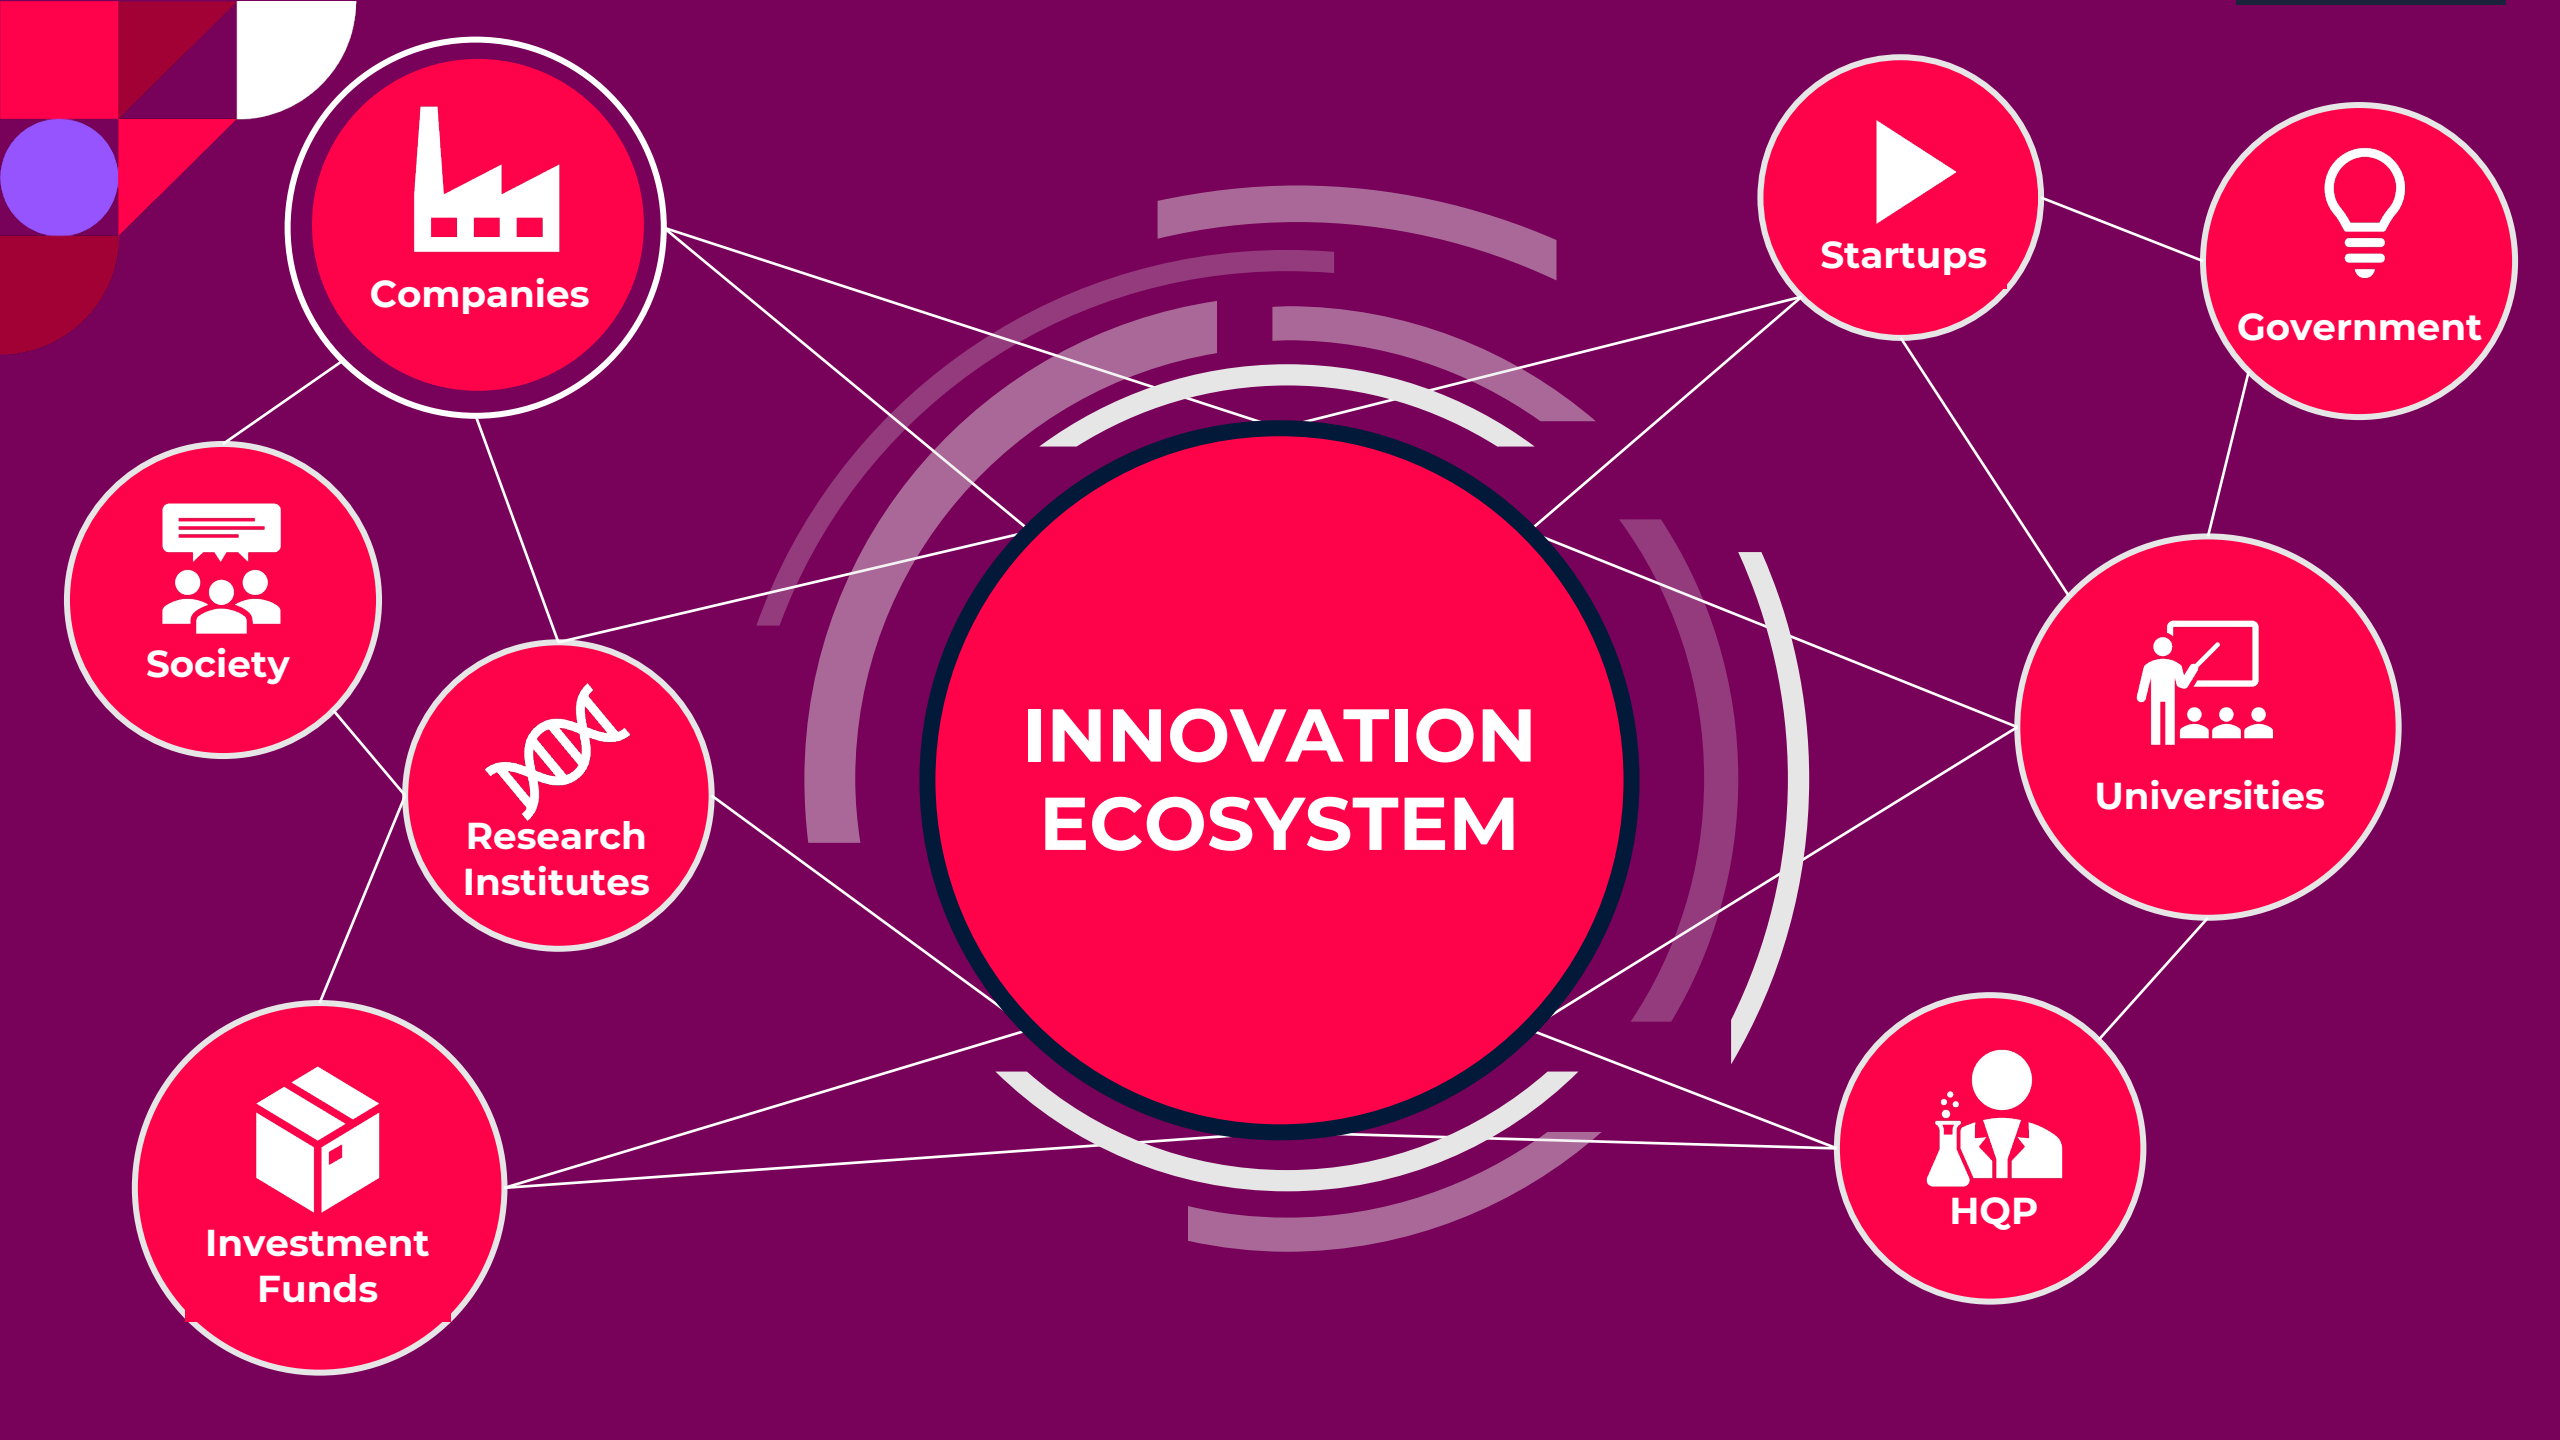 Companies
Startups
Government
Society
Research
Institutes
INNOVATION
ECOSYSTEM
Universities
Investment
Funds
HQP